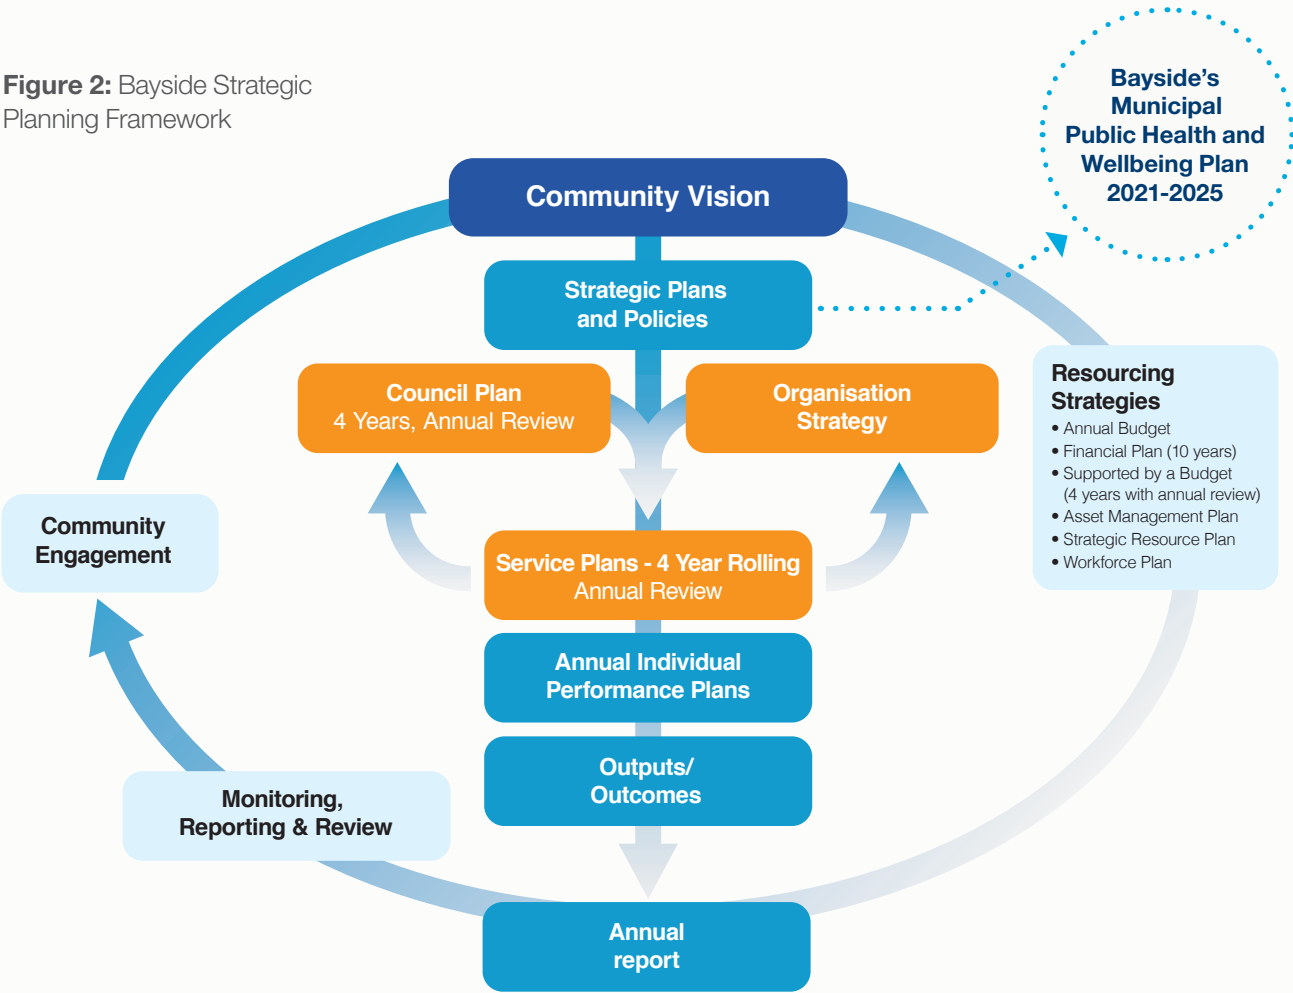 Figure 2: Bayside Strategic
Planning Framework
Bayside’s
Municipal
Public Health and
Wellbeing Plan
2021-2025
Community Vision
Strategic Plans
and Policies
Council Plan
4 Years, Annual Review
Organisation
Strategy
Resourcing
Strategies
• Annual Budget
• Financial Plan (10 years)
• Supported by a Budget
(4 years with annual review)
• Asset Management Plan
• Strategic Resource Plan
• Workforce Plan
Community
Engagement
Service Plans - 4 Year Rolling
Annual Review
Annual Individual
Performance Plans
Outputs/
Outcomes
Monitoring,
Reporting & Review
Annual
report